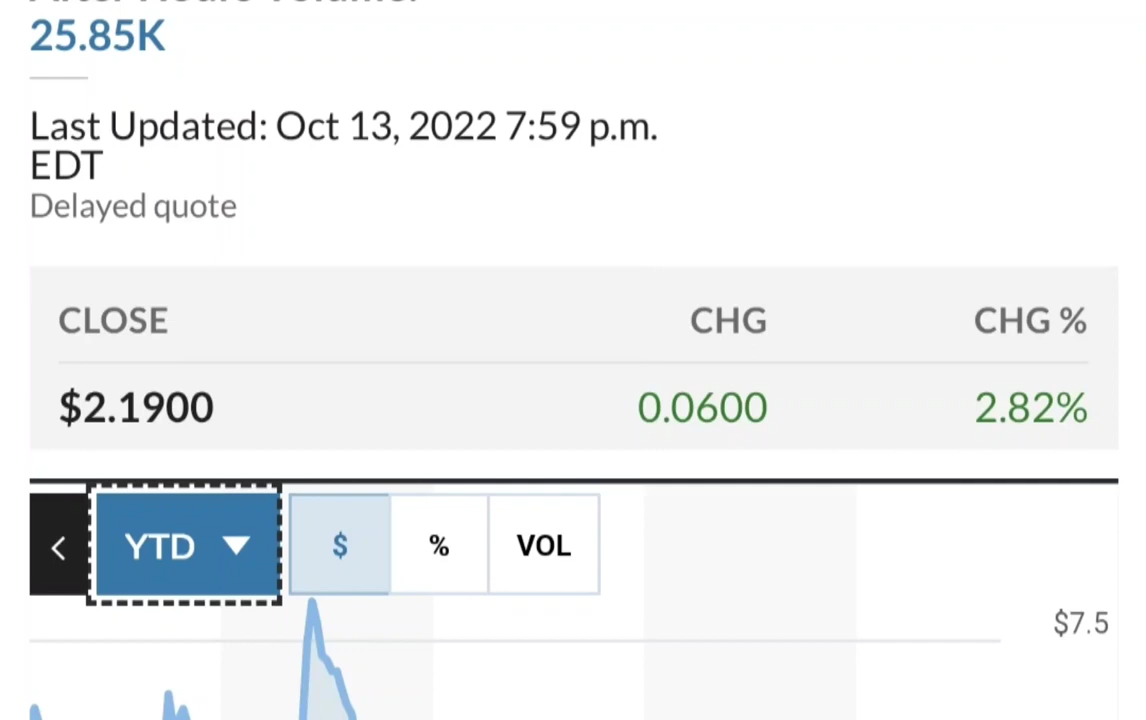 25.85K
Last Updated: Oct 13, 2022 7:59 p.m.
EDT
Delayed quote
CLOSE CHG CHG %
$2.1900 0.0600 2.82%
YTD $ % VOL
$7.5